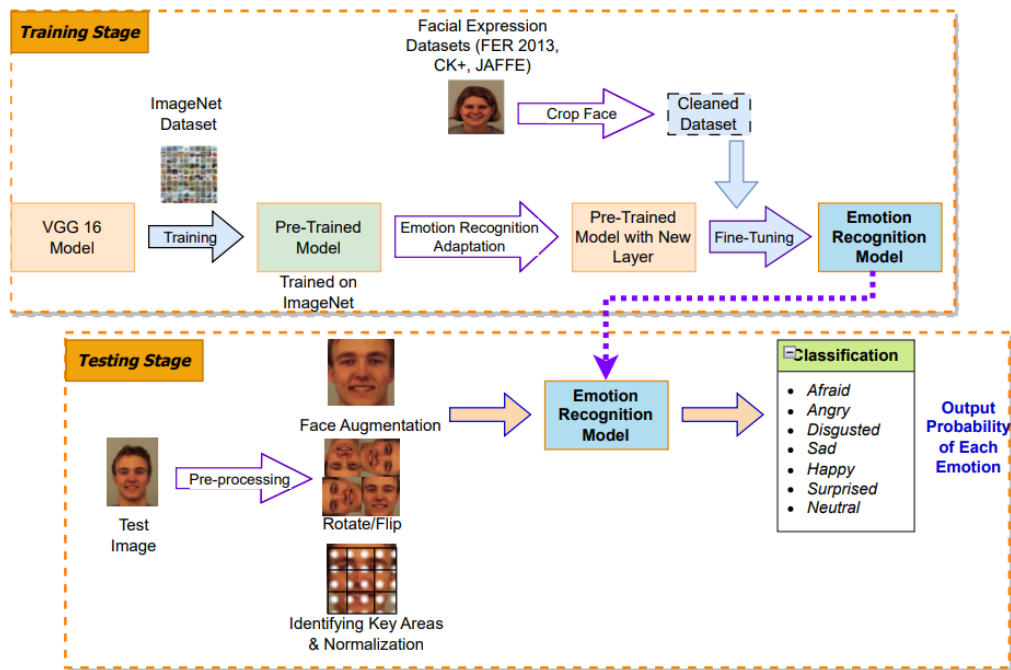 Training Stage
Facial Expression
Datasets (FER 2013,
CK+, JAFFE)
ImageNet
Dataset
Crop Face
Cleaned
Dataset
VGG 16
Model
Training
Pre-Trained
Model
Trained on
ImageNet
Emotion Recognition
Adaptation
Pre-Trained
Model with New
Layer
Fine-Tuning
Emotion
Recognition
Model
Testing Stage
Test
Image
Pre-processing
Face Augmentation
Rotate/Flip
Identifying Key Areas
& Normalization
Emotion
Recognition
Model
Classification
Afraid
Angry
Disgusted
Sad
Happy
Surprised
Neutral
Output
Probability
of Each
Emotion